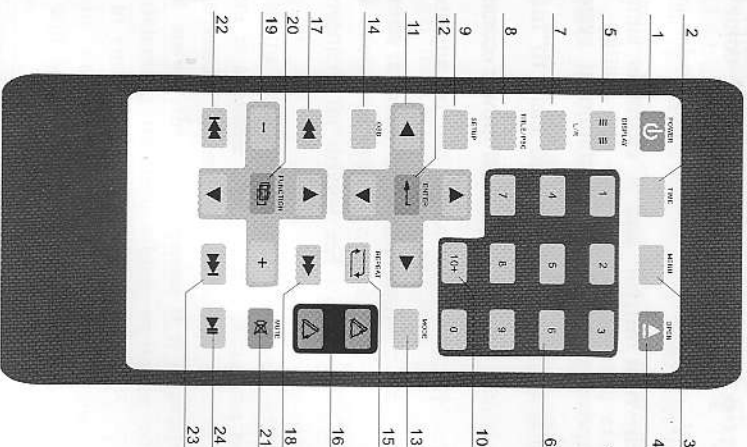 2
3
1
POWER
TIME
MENU
OPEN
4
5
DISPLAY
1
2
3
7
L/R
4
5
6
6
8
TITLE/PBC
7
8
9
9
SETUP
10+
0
10
12
ENTER
MODE
13
11
14
OSD
REPEAT
15
16
17
18
20
FUNCTION
MUTE
21
19
-
+
22
24
23